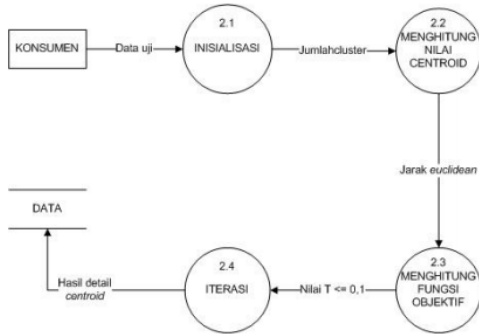 KONSUMEN
Data uji
2.1
INISIALISASI
Jumlahcluster
2.2
MENGHITUNG
NILAI
CENTROID
Jarak euclidean
2.3
MENGHITUNG
FUNGSI
OBJEKTIF
Nilai T <= 0,1
2.4
ITERASI
Hasil detail
centroid
DATA